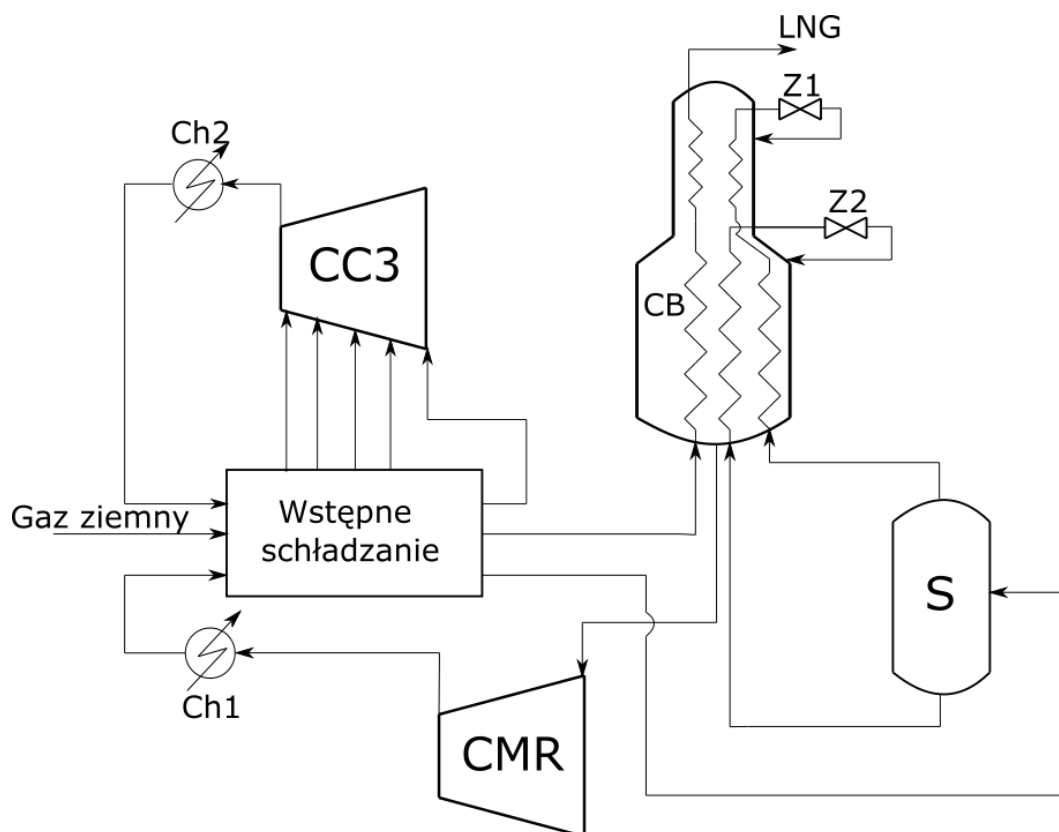 LNG
Z1
Ch2
Z2
CC3
CB
Gaz ziemny
Wstępne
schładzanie
S
Ch1
CMR